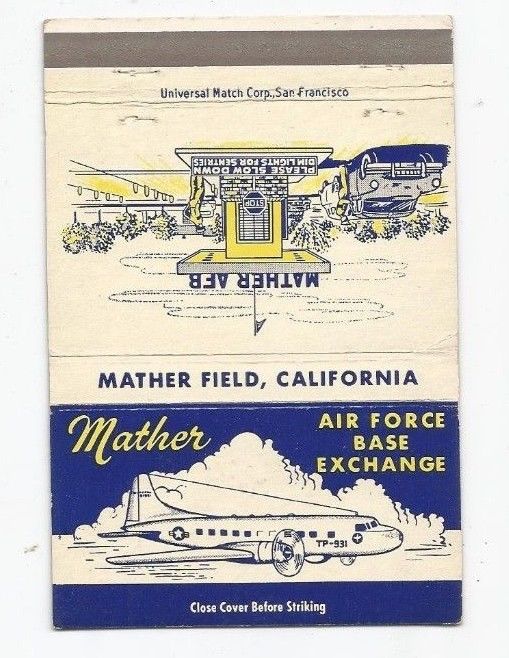 Universal Match Corp., San Francisco
MATHER AFB
STOP
PLEASE SLOW DOWN
DIM LIGHTS FOR SENTRIES
MATHER FIELD, CALIFORNIA
Mather
AIR FORCE
BASE
EXCHANGE
TP-931
Close Cover Before Striking